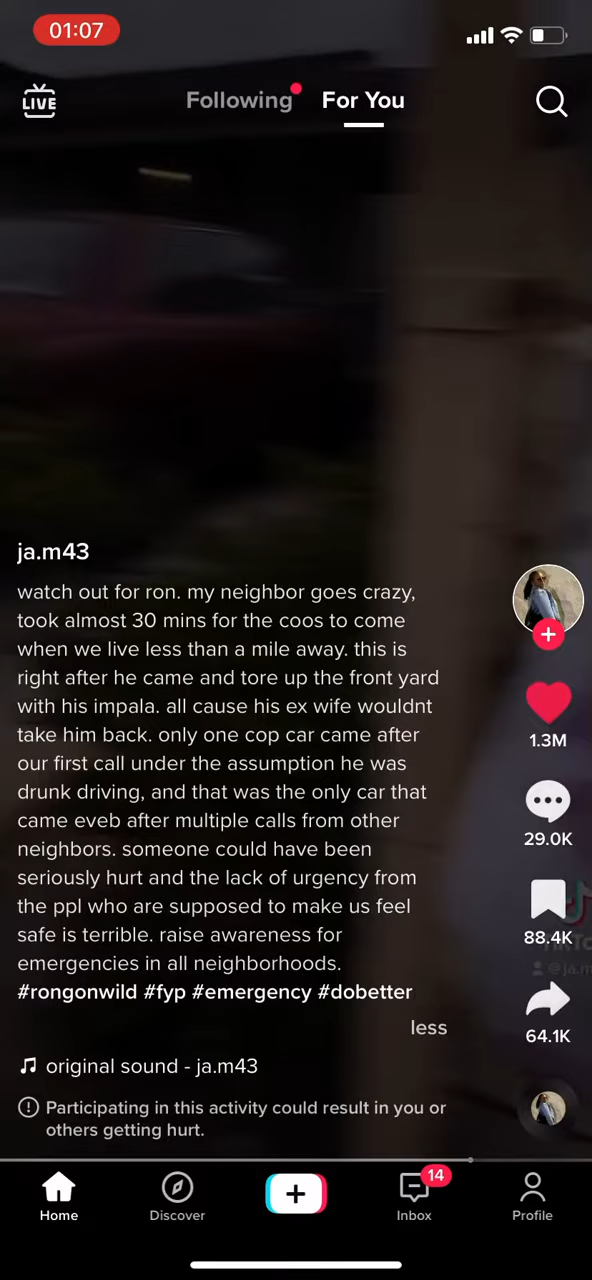 01:07
LIVE
Following
For You
ja.m43
watch out for ron. my neighbor goes crazy,
took almost 30 mins for the coos to come
when we live less than a mile away. this is
right after he came and tore up the front yard
with his impala. all cause his ex wife wouldnt
take him back. only one cop car came after
our first call under the assumption he was
drunk driving, and that was the only car that
came eveb after multiple calls from other
neighbors. someone could have been
seriously hurt and the lack of urgency from
the ppl who are supposed to make us feel
safe is terrible. raise awareness for
emergencies in all neighborhoods.
#rongonwild #fyp #emergency #dobetter
less
original sound - ja.m43
Participating in this activity could result in you or
others getting hurt.
1.3M
29.0K
88.4K
64.1K
Home
Discover
14
Inbox
Profile